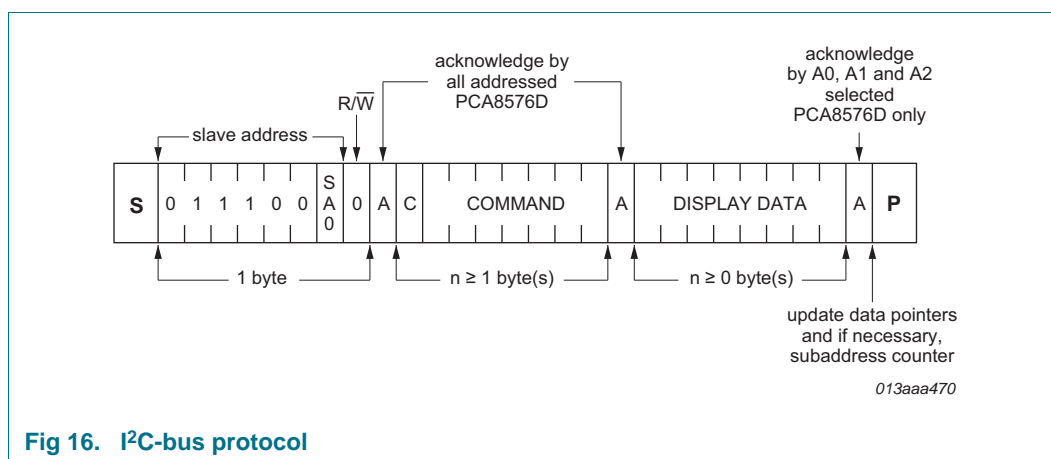 acknowledge by
all addressed
PCA8576D
acknowledge
by A0, A1 and A2
selected
PCA8576D only
R/W̅
slave address
S 0 1 1 1 0 0 SA0 0 A C COMMAND A DISPLAY DATA A P
1 byte
n ≥ 1 byte(s)
n ≥ 0 byte(s)
update data pointers
and if necessary,
subaddress counter
013aaa470
Fig 16. I²C-bus protocol